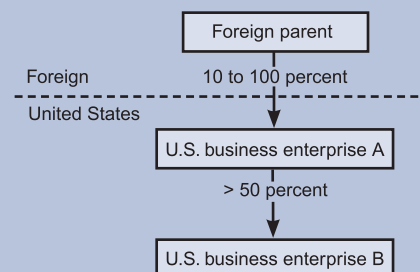 Foreign parent
Foreign
10 to 100 percent
United States
U.S. business enterprise A
> 50 percent
U.S. business enterprise B